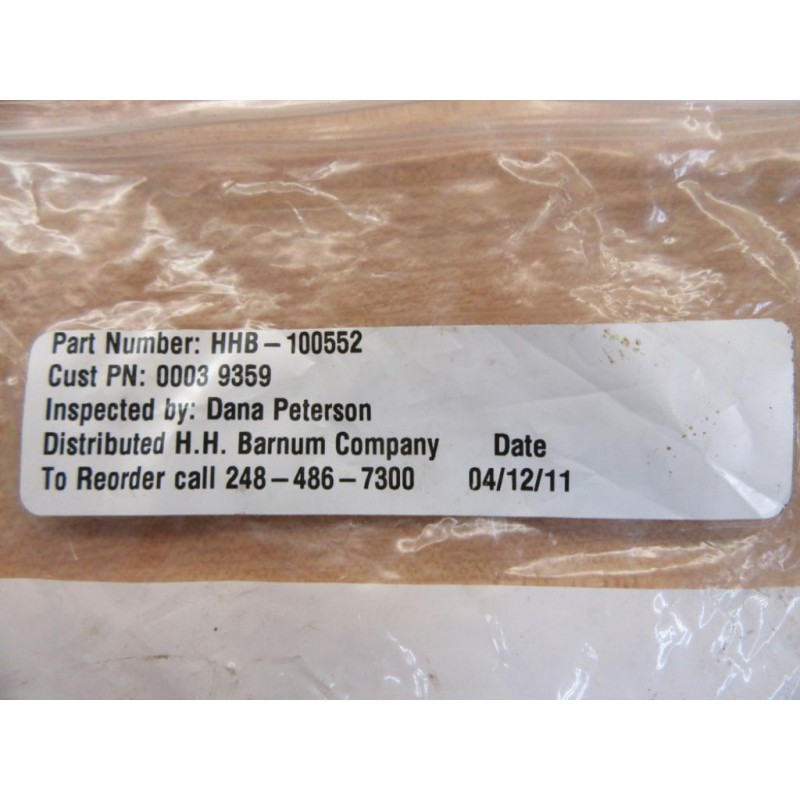 Part Number: HHB-100552
Cust PN: 0003 9359
Inspected by: Dana Peterson
Distributed H.H. Barnum Company Date
To Reorder call 248-486-7300 04/12/11